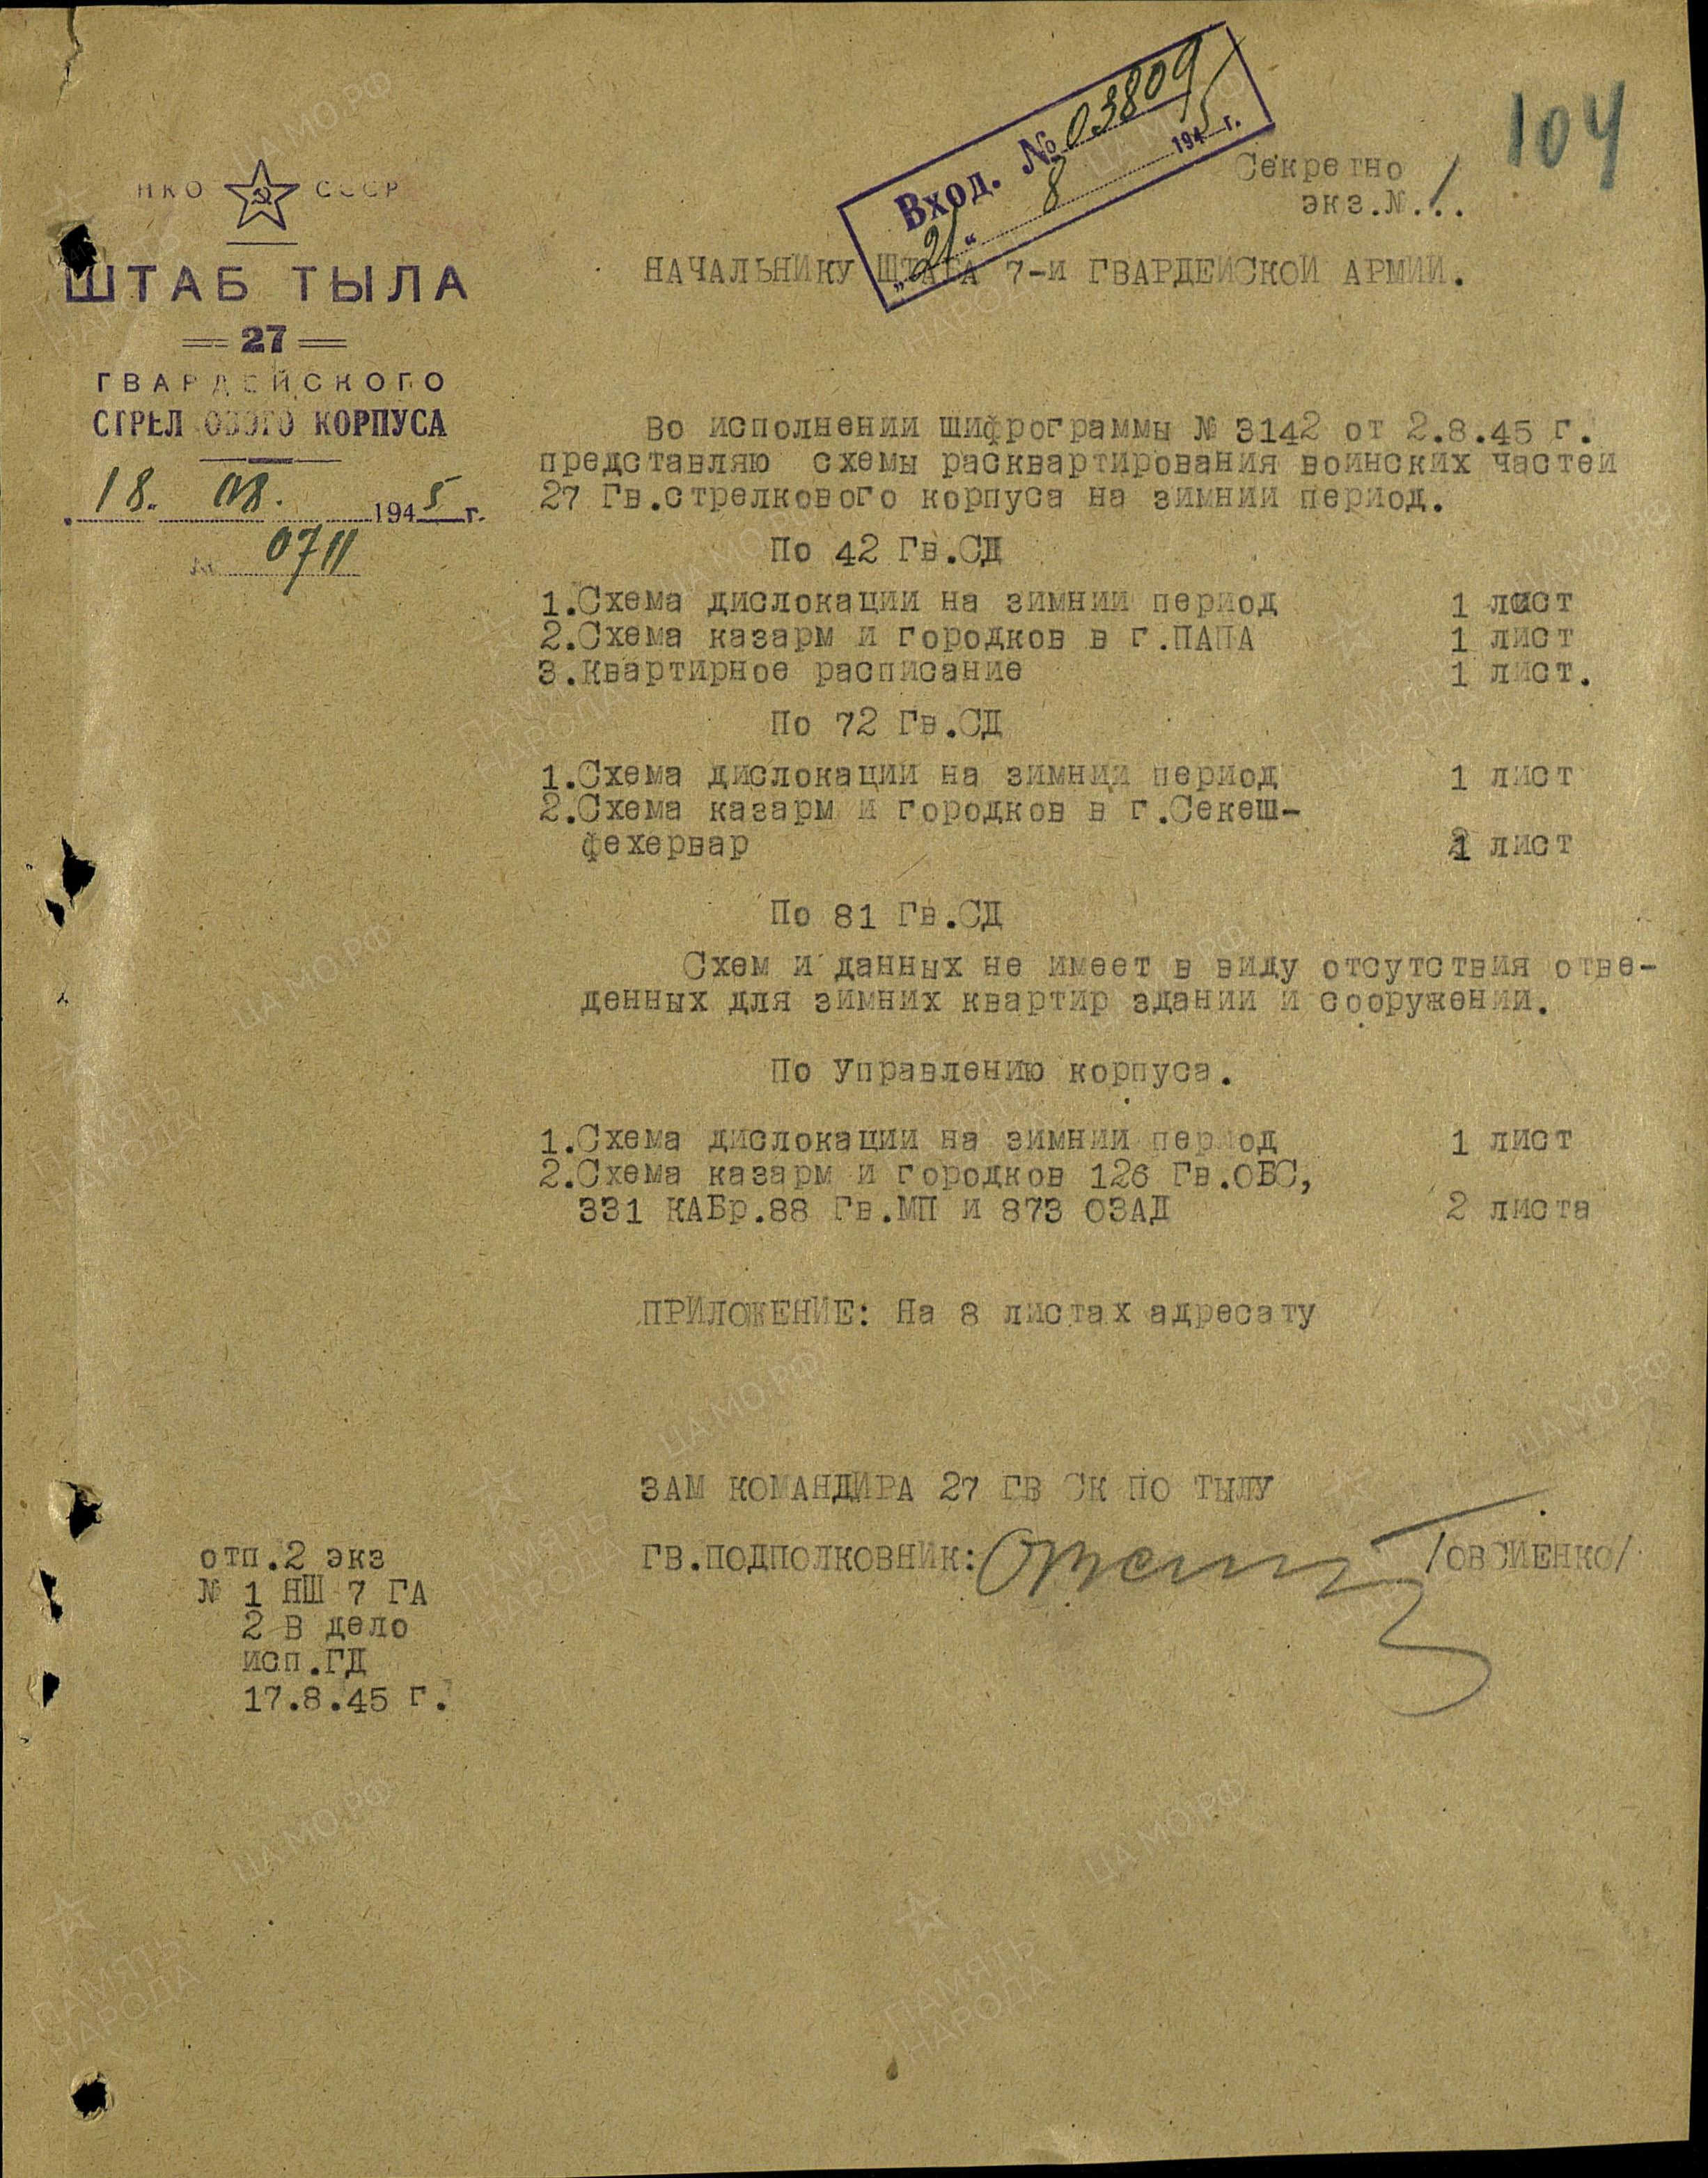 104
Вход. № 03809
„21“ 8 1945 г.
Секретно
экз.№ 1
НКО СССР
ШТАБ ТЫЛА
27
ГВАРДЕЙСКОГО
СТРЕЛКОВОГО КОРПУСА
18. 08. 1945 г.
№ 0711
НАЧАЛЬНИКУ ШТАБА 7-и ГВАРДЕЙСКОЙ АРМИИ.
Во исполнении шифрограммы № 3142 от 2.8.45 г.
представляю схемы расквартирования воинских частей
27 Гв.стрелкового корпуса на зимнии период.
По 42 Гв.СД
1.Схема дислокации на зимнии период 1 лист
2.Схема казарм и городков в г.ПАПА 1 лист
3.Квартирное расписание 1 лист.
По 72 Гв.СД
1.Схема дислокации на зимнии период 1 лист
2.Схема казарм и городков в г.Секеш-
фехервар 1 лист
По 81 Гв.СД
Схем и данных не имеет в виду отсутствия отве-
денных для зимних квартир здании и сооружении.
По Управлению корпуса.
1.Схема дислокации на зимнии период 1 лист
2.Схема казарм и городков 126 Гв.ОБС,
331 КАБр.88 Гв.МП и 873 ОЗАД 2 листа
ПРИЛОЖЕНИЕ: На 8 листах адресату
ЗАМ КОМАНДИРА 27 ГВ СК ПО ТЫЛУ
ГВ.ПОДПОЛКОВНИК: /ОВСИЕНКО/
отп.2 экз
№ 1 НШ 7 ГА
2 В дело
исп.ГД
17.8.45 г.